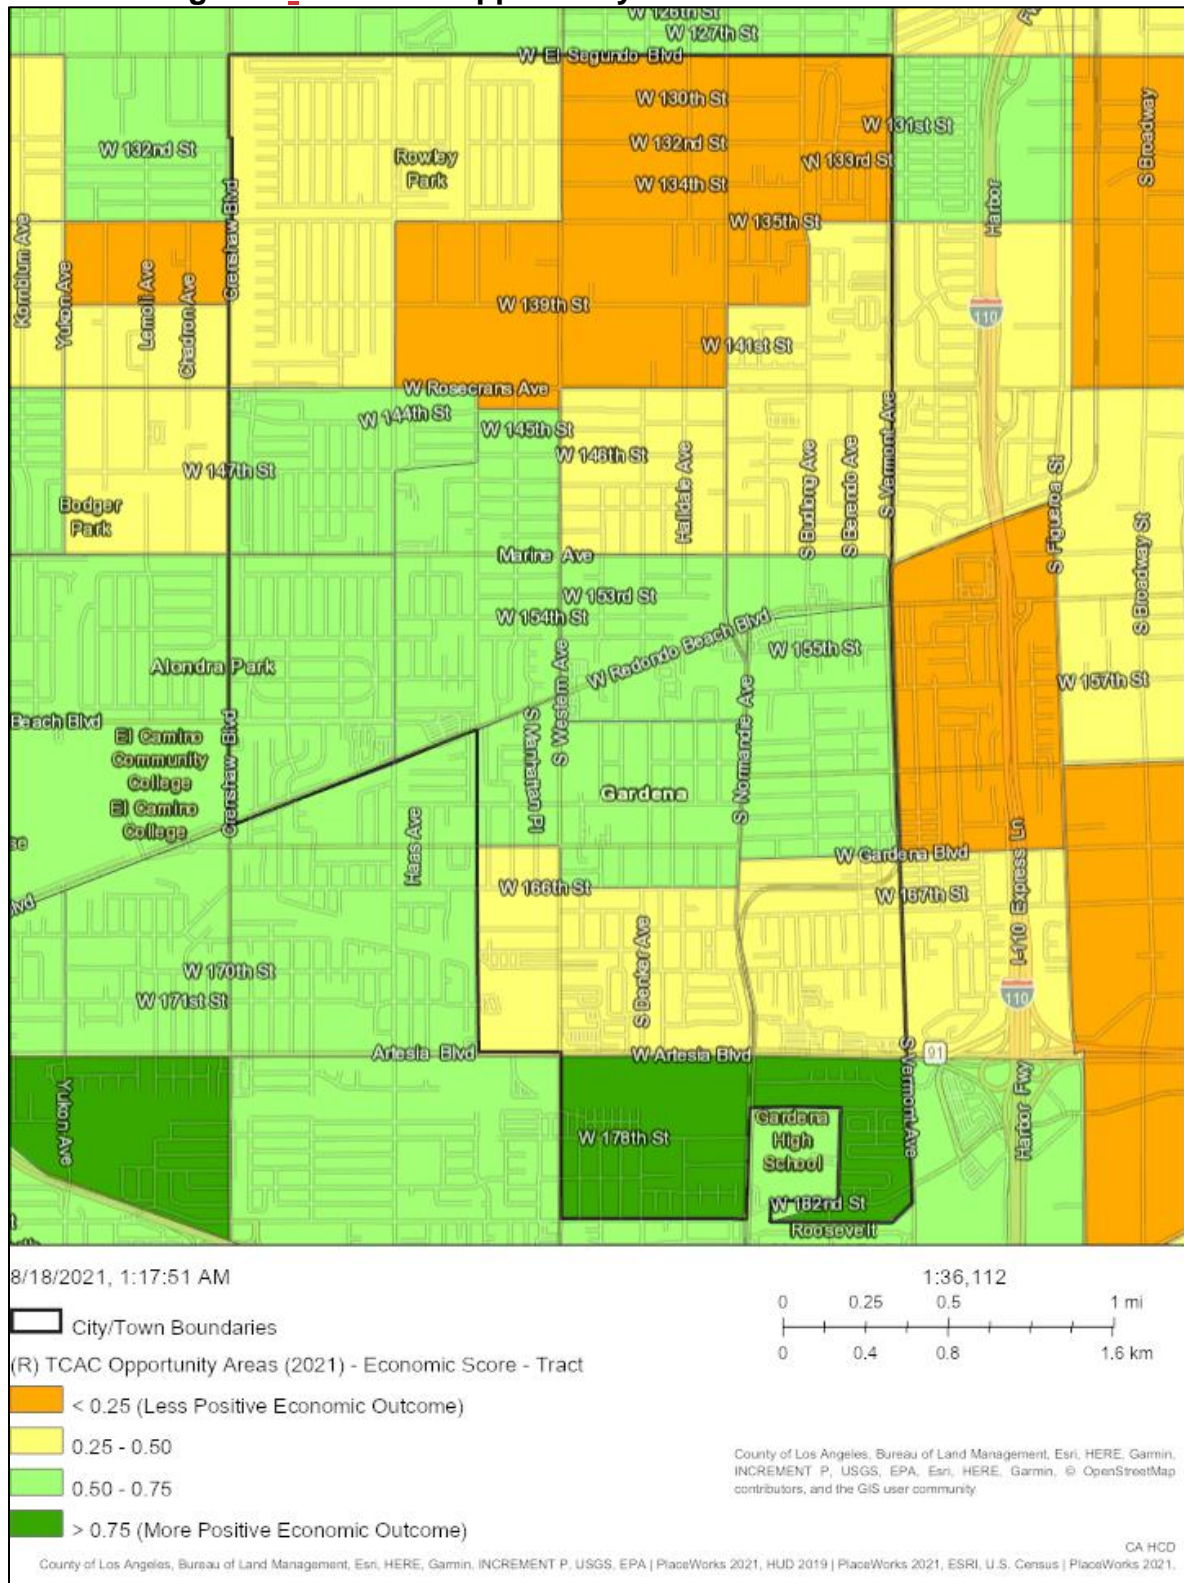 W 126th St
W 127th St
W El Segundo Blvd
W 130th St
W 131st St
W 132nd St
W 132nd St
W 133rd St
Rowley
Park
W 134th St
W 135th St
S Broadway
Harbor
Crenshaw Blvd
Kornblum Ave
Yukon Ave
Lemoli Ave
Chadron Ave
W 139th St
110
W 141st St
W Rosecrans Ave
W 144th St
W 145th St
W 146th St
W 147th St
Halldale Ave
S Budlong Ave
S Berendo Ave
S Vermont Ave
S Figueroa St
S Broadway St
Bodger
Park
Marine Ave
W 153rd St
W 154th St
W Redondo Beach Blvd
W 155th St
Alondra Park
S Western Ave
W 157th St
Beach Blvd
El Camino
Community
College
El Camino
College
Crenshaw Blvd
S Manhattan Pl
S Normandie Ave
Gardena
se
Haas Ave
W Gardena Blvd
W 166th St
W 167th St
lvd
I-110 Express Ln
S Denker Ave
W 170th St
W 171st St
110
Artesia Blvd
W Artesia Blvd
91
S Vermont Ave
Harbor Fwy
Yukon Ave
W 178th St
Gardena
High
School
W 182nd St
Roosevelt
8/18/2021, 1:17:51 AM
1:36,112
0 0.25 0.5 1 mi
0 0.4 0.8 1.6 km
City/Town Boundaries
(R) TCAC Opportunity Areas (2021) - Economic Score - Tract
< 0.25 (Less Positive Economic Outcome)
0.25 - 0.50
0.50 - 0.75
> 0.75 (More Positive Economic Outcome)
County of Los Angeles, Bureau of Land Management, Esri, HERE, Garmin,
INCREMENT P, USGS, EPA, Esri, HERE, Garmin, © OpenStreetMap
contributors, and the GIS user community
CA HCD
County of Los Angeles, Bureau of Land Management, Esri, HERE, Garmin, INCREMENT P, USGS, EPA | PlaceWorks 2021, HUD 2019 | PlaceWorks 2021, ESRI, U.S. Census | PlaceWorks 2021,